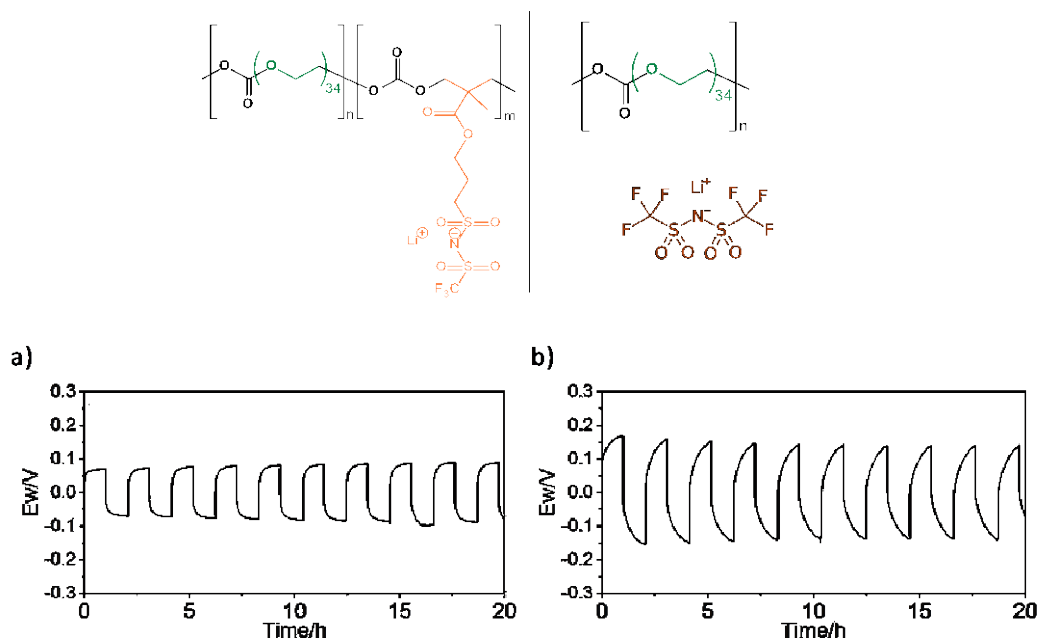 O O O O
O 34 O
n m
O
O
O 34
O
n
O
O
O S O
Li⊕ ⊖
N
O S O
F₃C
F F Li⁺ F F
F S N⁻ S F
O O O O
a)
0.3
0.2
0.1
0.0
-0.1
-0.2
-0.3
Ew/V
0 5 10 15 20
Time/h
b)
0.3
0.2
0.1
0.0
-0.1
-0.2
-0.3
Ew/V
0 5 10 15 20
Time/h